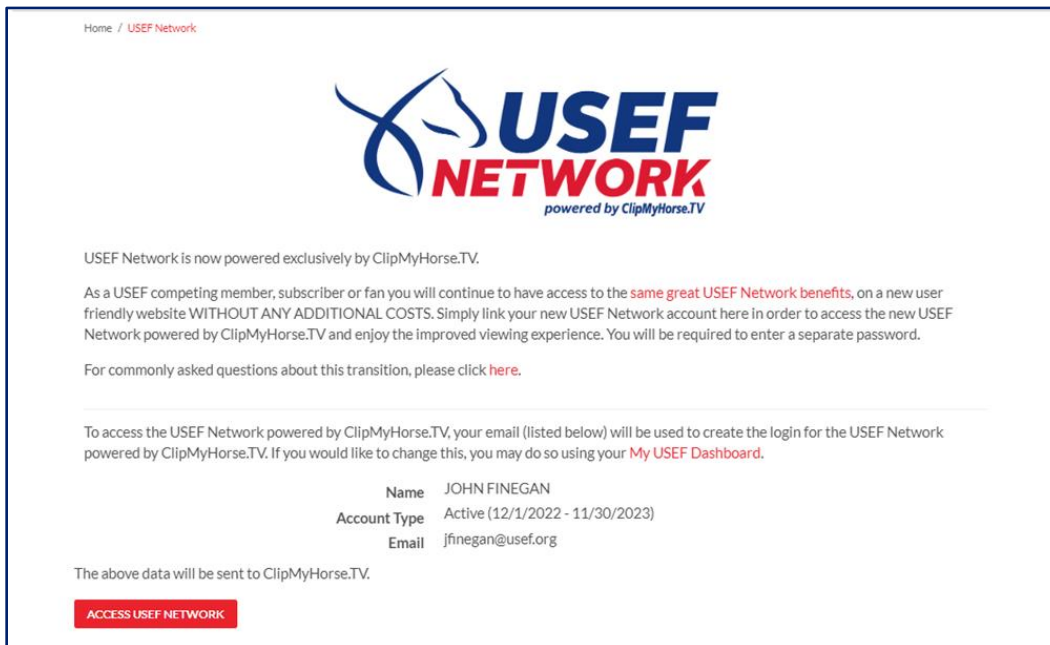 Home / USEF Network
USEF
NETWORK
powered by ClipMyHorse.TV
USEF Network is now powered exclusively by ClipMyHorse.TV.
As a USEF competing member, subscriber or fan you will continue to have access to the same great USEF Network benefits, on a new user
friendly website WITHOUT ANY ADDITIONAL COSTS. Simply link your new USEF Network account here in order to access the new USEF
Network powered by ClipMyHorse.TV and enjoy the improved viewing experience. You will be required to enter a separate password.
For commonly asked questions about this transition, please click here.
To access the USEF Network powered by ClipMyHorse.TV, your email (listed below) will be used to create the login for the USEF Network
powered by ClipMyHorse.TV. If you would like to change this, you may do so using your My USEF Dashboard.
Name JOHN FINEGAN
Account Type Active (12/1/2022 - 11/30/2023)
Email jfinegan@usef.org
The above data will be sent to ClipMyHorse.TV.
ACCESS USEF NETWORK